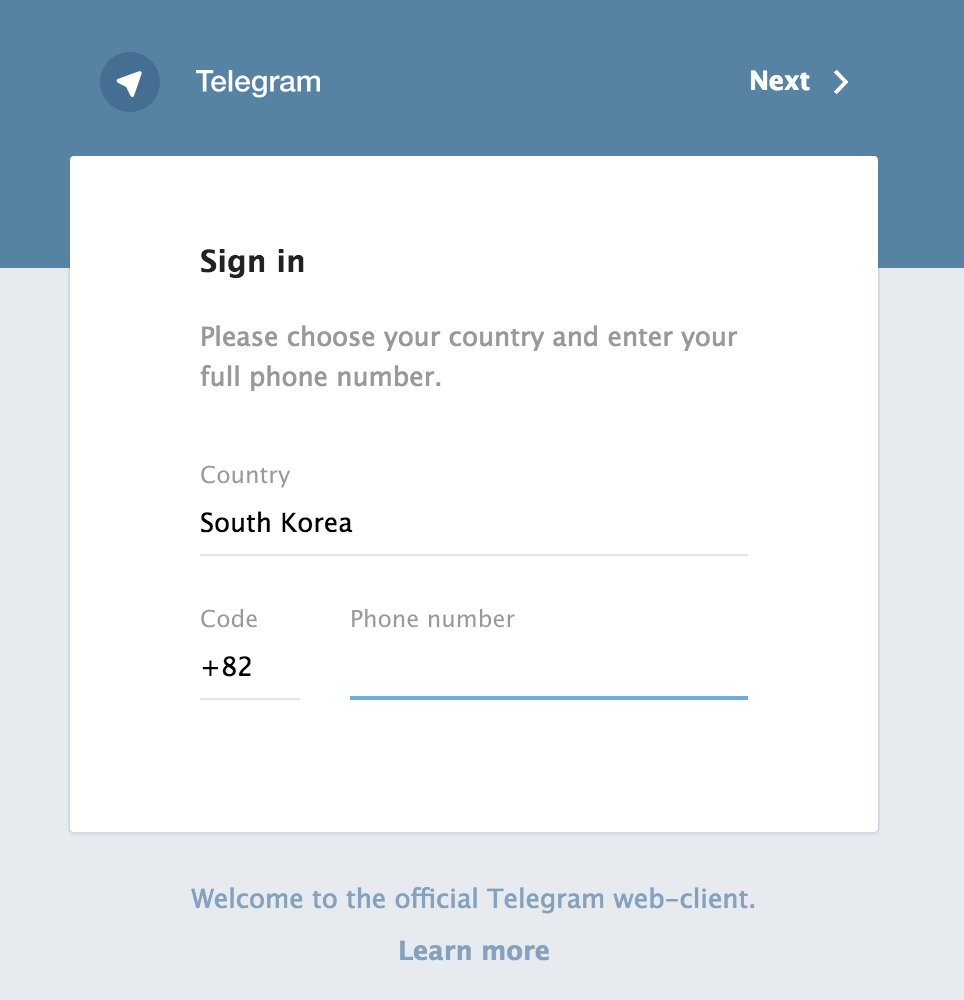 Telegram
Next
Sign in
Please choose your country and enter your
full phone number.
Country
South Korea
Code
Phone number
+82
Welcome to the official Telegram web-client.
Learn more